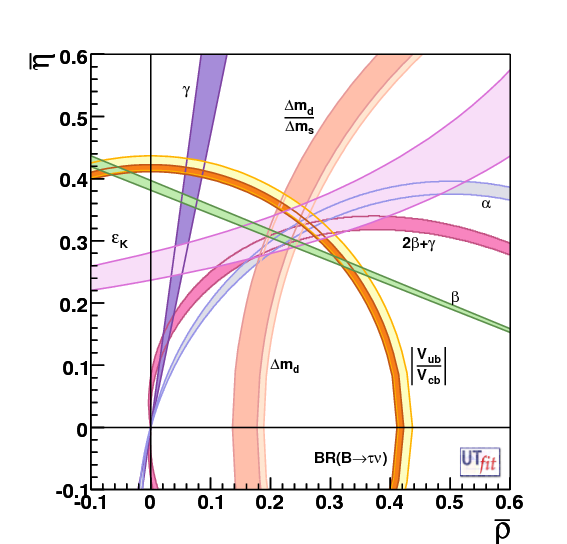 η̅
0.6
γ
Δm_d
Δm_s
0.5
0.4
α
ε_K
0.3
2β+γ
0.2
β
0.1
Δm_d
|V_ub|
|V_cb|
0
BR(B→τν)
UTfit
-0.1
-0.1 0 0.1 0.2 0.3 0.4 0.5 0.6
ρ̅